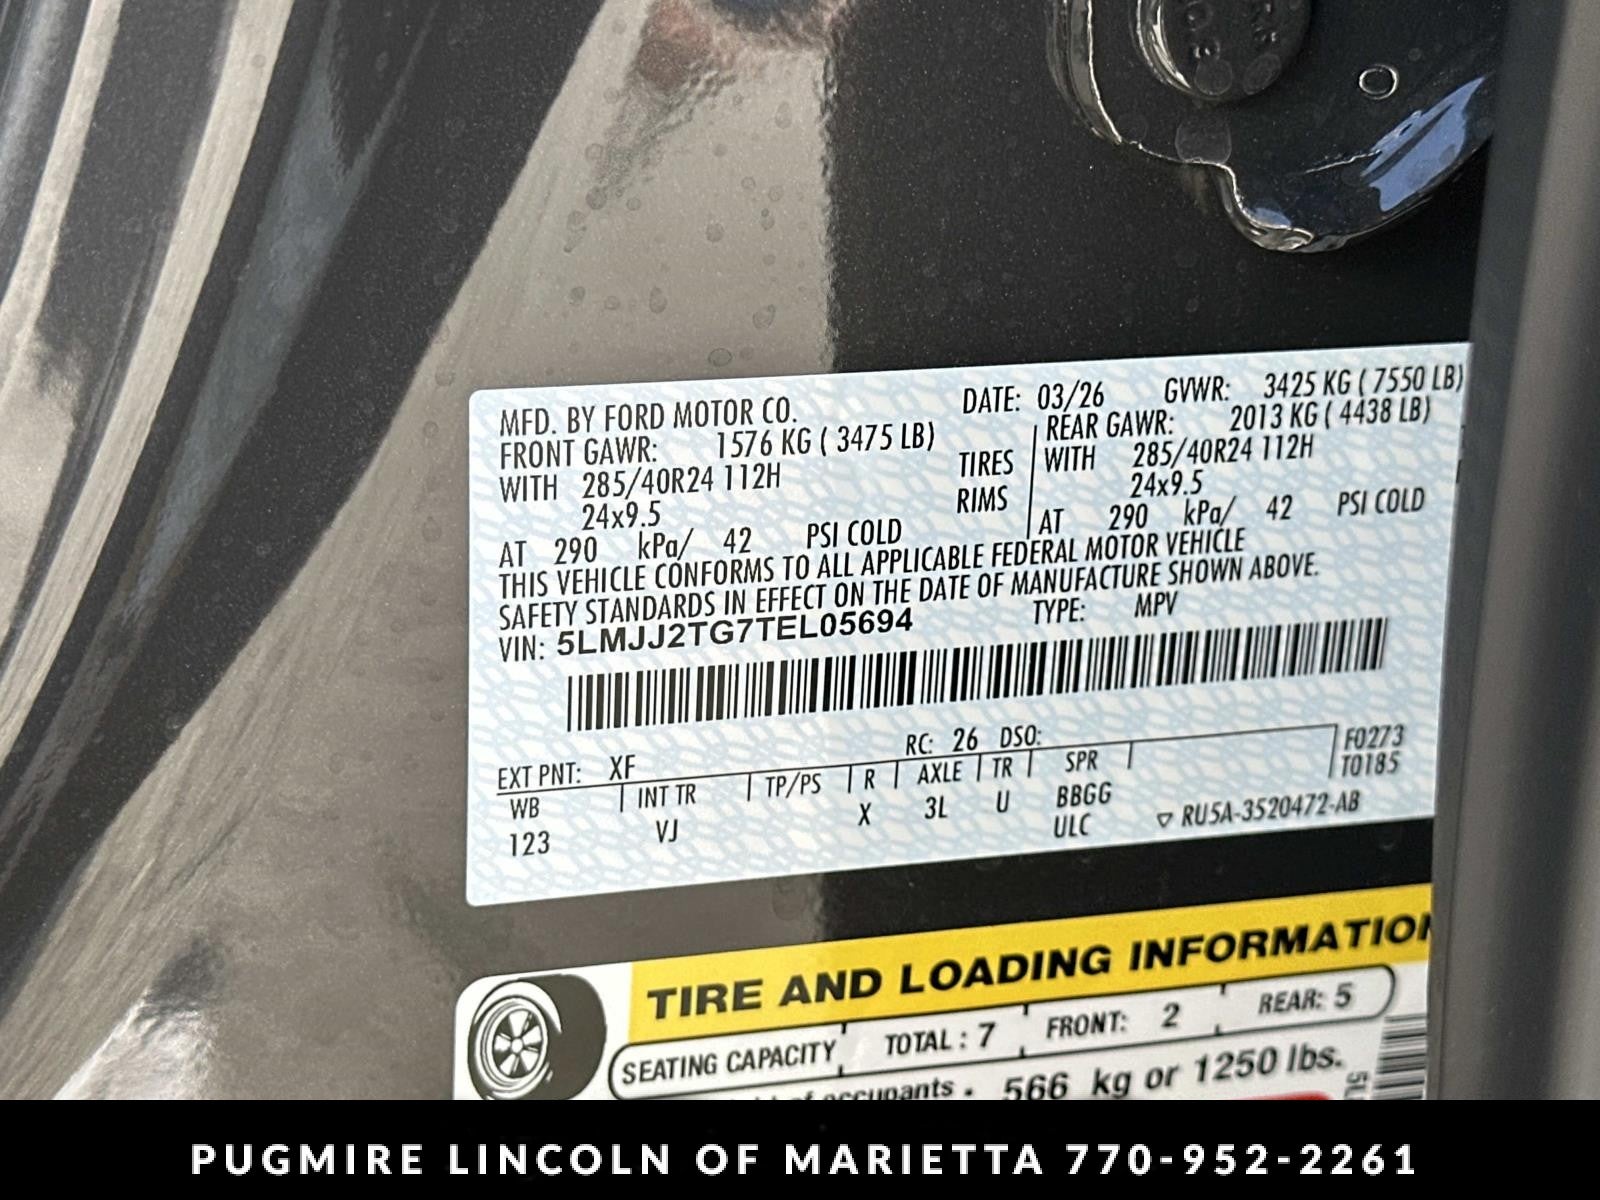 MFD. BY FORD MOTOR CO. DATE: 03/26 GVWR: 3425 KG ( 7550 LB)
FRONT GAWR: 1576 KG ( 3475 LB) REAR GAWR: 2013 KG ( 4438 LB)
WITH 285/40R24 112H TIRES WITH 285/40R24 112H
24x9.5 RIMS 24x9.5
AT 290 kPa/ 42 PSI COLD AT 290 kPa/ 42 PSI COLD
THIS VEHICLE CONFORMS TO ALL APPLICABLE FEDERAL MOTOR VEHICLE
SAFETY STANDARDS IN EFFECT ON THE DATE OF MANUFACTURE SHOWN ABOVE.
VIN: 5LMJJ2TG7TEL05694 TYPE: MPV
EXT PNT: XF RC: 26 DSO: F0273
WB INT TR TP/PS R AXLE TR SPR T0185
123 VJ X 3L U BBGG
ULC ▽ RU5A-3520472-AB
TIRE AND LOADING INFORMATION
SEATING CAPACITY TOTAL : 7 FRONT: 2 REAR: 5
of occupants 566 kg or 1250 lbs.
PUGMIRE LINCOLN OF MARIETTA 770-952-2261